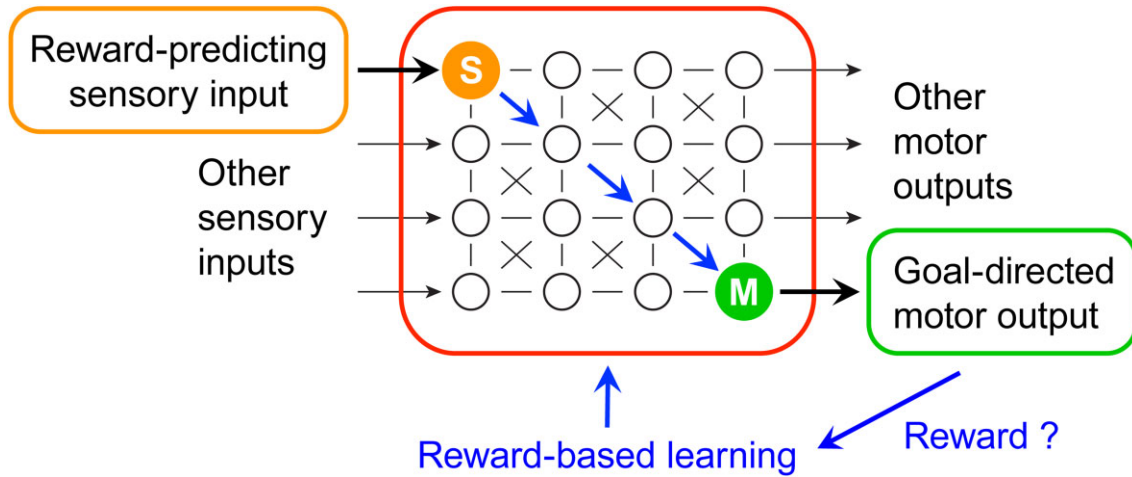 Reward-predicting
sensory input
S
Other
sensory
inputs
Other
motor
outputs
M
Goal-directed
motor output
Reward-based learning
Reward ?